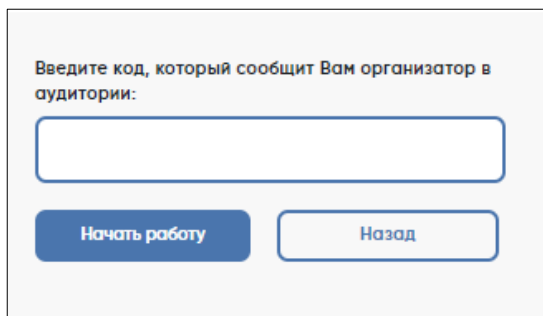 Введите код, который сообщит Вам организатор в
аудитории:
Начать работу
Назад